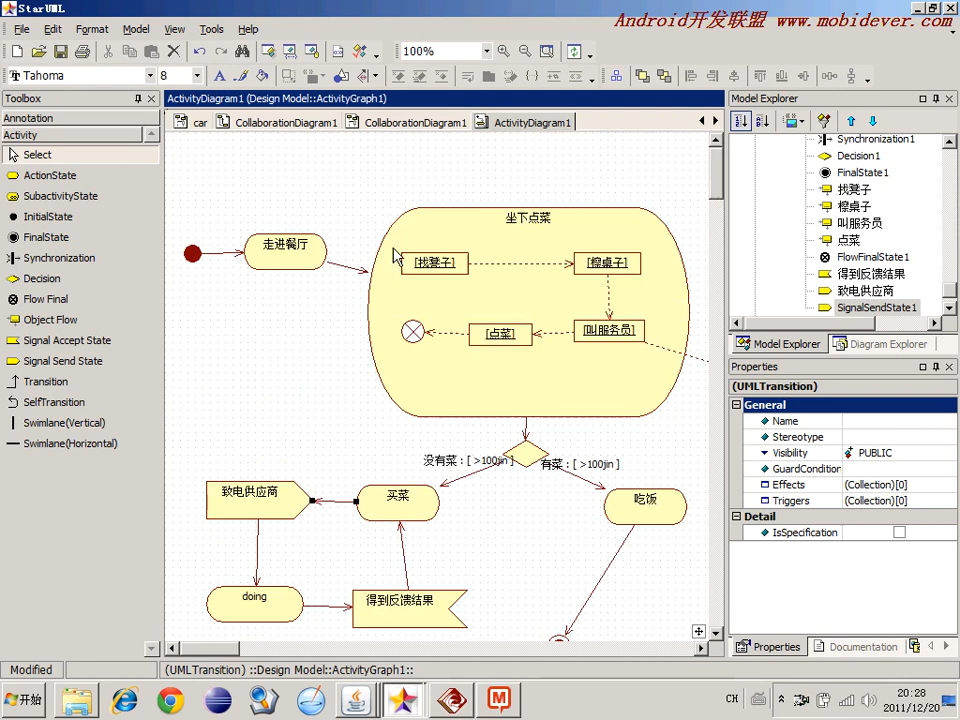 StarUML
Android开发联盟 www.mobidever.com
File Edit Format Model View Tools Help
100%
Tahoma 8
Toolbox
Annotation
Activity
Select
ActionState
SubactivityState
InitialState
FinalState
Synchronization
Decision
Flow Final
Object Flow
Signal Accept State
Signal Send State
Transition
SelfTransition
Swimlane(Vertical)
Swimlane(Horizontal)
ActivityDiagram1 (Design Model::ActivityGraph1)
car CollaborationDiagram1 CollaborationDiagram1 ActivityDiagram1
坐下点菜
走进餐厅
[找凳子]
[檫桌子]
[点菜]
[叫服务员]
没有菜 : [ >100jin ]
有菜 : [ >100jin ]
致电供应商
买菜
吃饭
doing
得到反馈结果
Model Explorer
Synchronization1
Decision1
FinalState1
找凳子
檫桌子
叫服务员
点菜
FlowFinalState1
得到反馈结果
致电供应商
SignalSendState1
Model Explorer Diagram Explorer
Properties
(UMLTransition)
General
Name
Stereotype
Visibility PUBLIC
GuardCondition
Effects (Collection)[0]
Triggers (Collection)[0]
Detail
IsSpecification
Properties Documentation
Modified
(UMLTransition) ::Design Model::ActivityGraph1::
开始
CH
20:28
2011/12/20